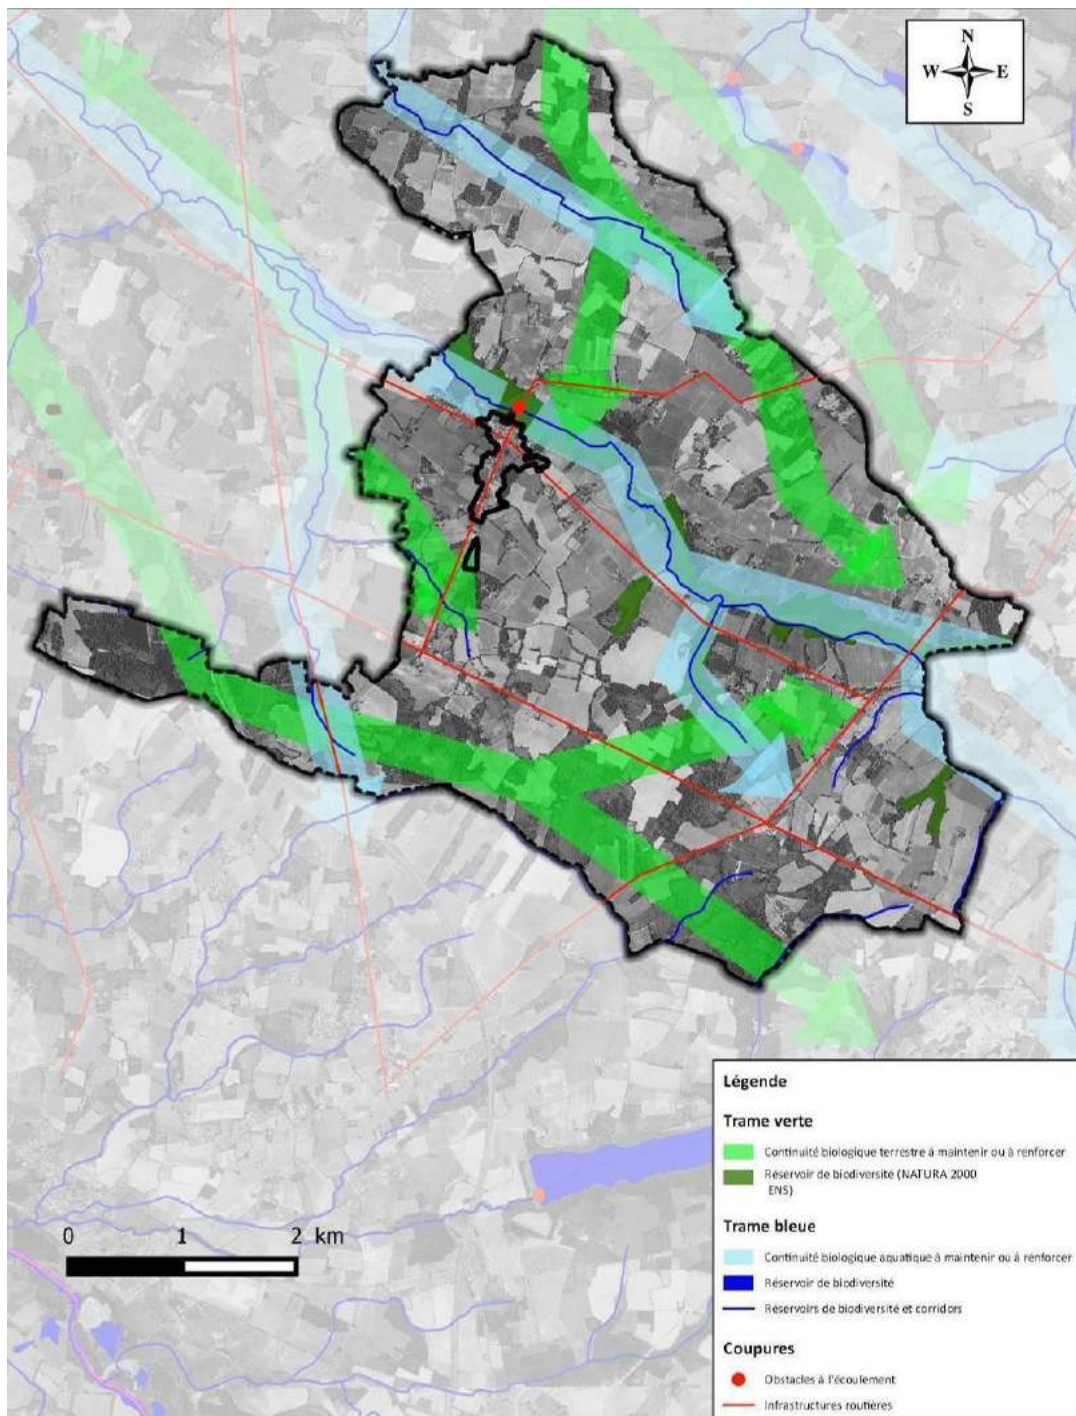 N
W E
S
Légende
Trame verte
Continuité biologique terrestre à maintenir ou à renforcer
Réservoir de biodiversité (NATURA 2000
ENS)
Trame bleue
Continuité biologique aquatique à maintenir ou à renforcer
Réservoir de biodiversité
Réservoirs de biodiversité et corridors
Coupures
Obstacles à l'écoulement
Infrastructures routières
0 1 2 km